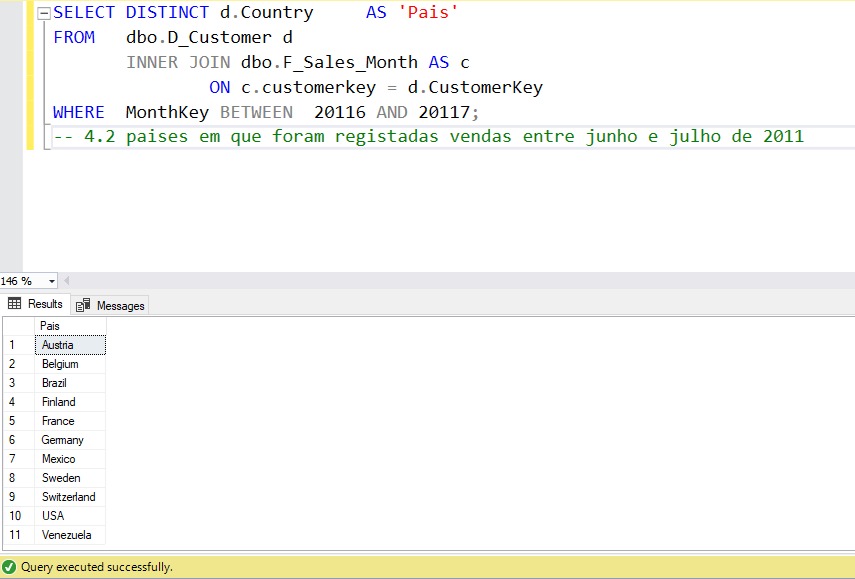 SELECT DISTINCT d.Country     AS 'Pais'
FROM   dbo.D_Customer d
       INNER JOIN dbo.F_Sales_Month AS c
               ON c.customerkey = d.CustomerKey
WHERE  MonthKey BETWEEN  20116 AND 20117;
-- 4.2 paises em que foram registadas vendas entre junho e julho de 2011
146 %
Results Messages
Pais
1 Austria
2 Belgium
3 Brazil
4 Finland
5 France
6 Germany
7 Mexico
8 Sweden
9 Switzerland
10 USA
11 Venezuela
Query executed successfully.